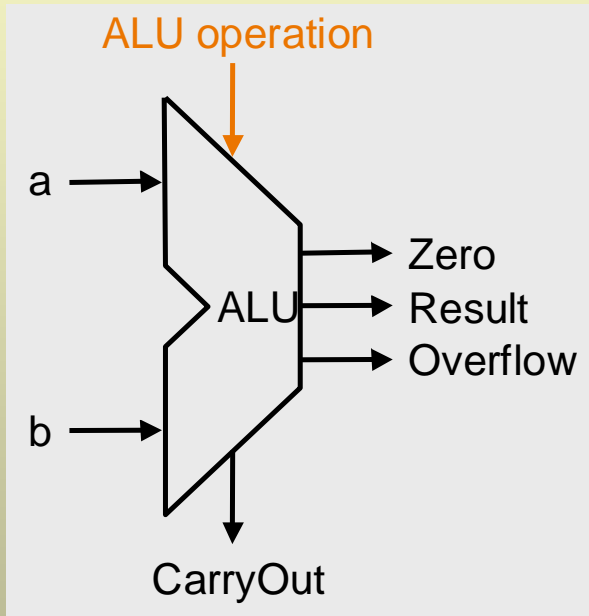 ALU operation
a
Zero
ALU
Result
Overflow
b
CarryOut